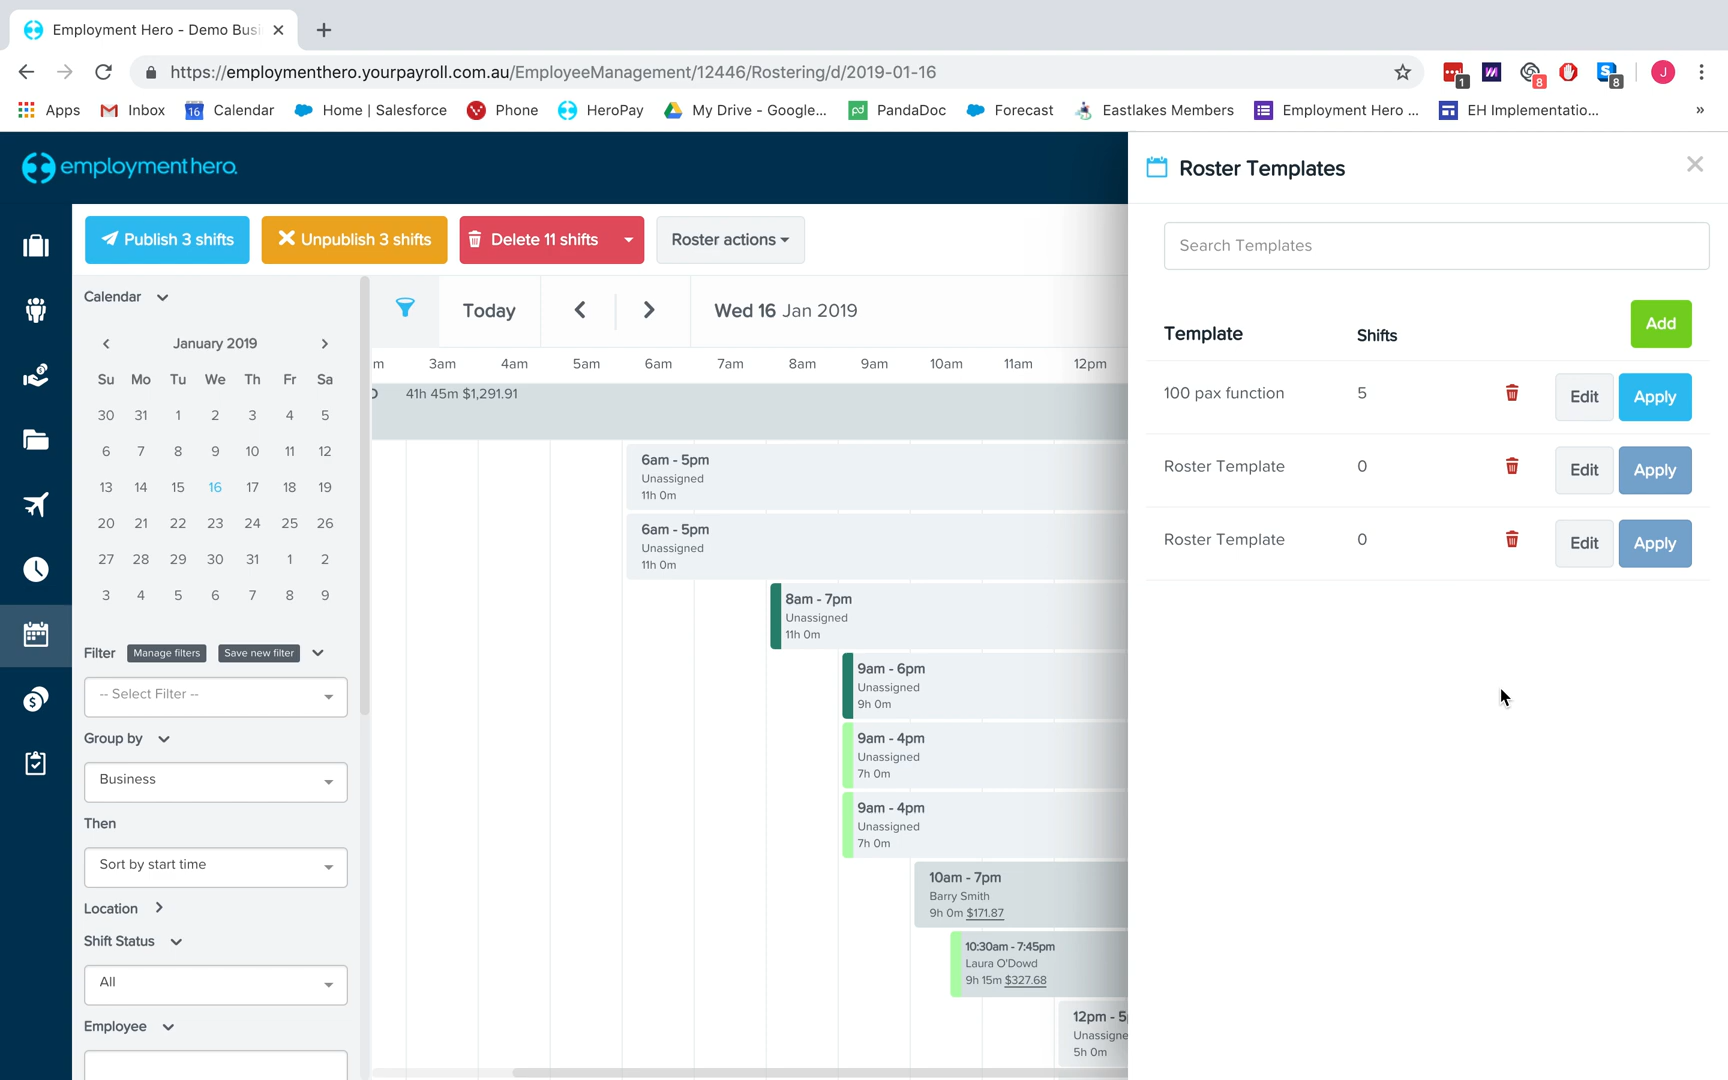 Employment Hero - Demo Busi
https://employmenthero.yourpayroll.com.au/EmployeeManagement/12446/Rostering/d/2019-01-16
1
8
8
J
Apps
Inbox
16
Calendar
Home | Salesforce
Phone
HeroPay
My Drive - Google...
pd
PandaDoc
Forecast
Eastlakes Members
Employment Hero ...
EH Implementatio...
»
employmenthero.
Publish 3 shifts
Unpublish 3 shifts
Delete 11 shifts
Roster actions
Calendar
January 2019
Su Mo Tu We Th Fr Sa
30 31 1 2 3 4 5
6 7 8 9 10 11 12
13 14 15 16 17 18 19
20 21 22 23 24 25 26
27 28 29 30 31 1 2
3 4 5 6 7 8 9
Filter
Manage filters
Save new filter
-- Select Filter --
Group by
Business
Then
Sort by start time
Location
Shift Status
All
Employee
Today
Wed 16 Jan 2019
m 3am 4am 5am 6am 7am 8am 9am 10am 11am 12pm
41h 45m $1,291.91
6am - 5pm
Unassigned
11h 0m
6am - 5pm
Unassigned
11h 0m
8am - 7pm
Unassigned
11h 0m
9am - 6pm
Unassigned
9h 0m
9am - 4pm
Unassigned
7h 0m
9am - 4pm
Unassigned
7h 0m
10am - 7pm
Barry Smith
9h 0m $171.87
10:30am - 7:45pm
Laura O'Dowd
9h 15m $327.68
12pm - 5p
Unassigne
5h 0m
Roster Templates
Search Templates
Template Shifts Add
100 pax function 5 Edit Apply
Roster Template 0 Edit Apply
Roster Template 0 Edit Apply